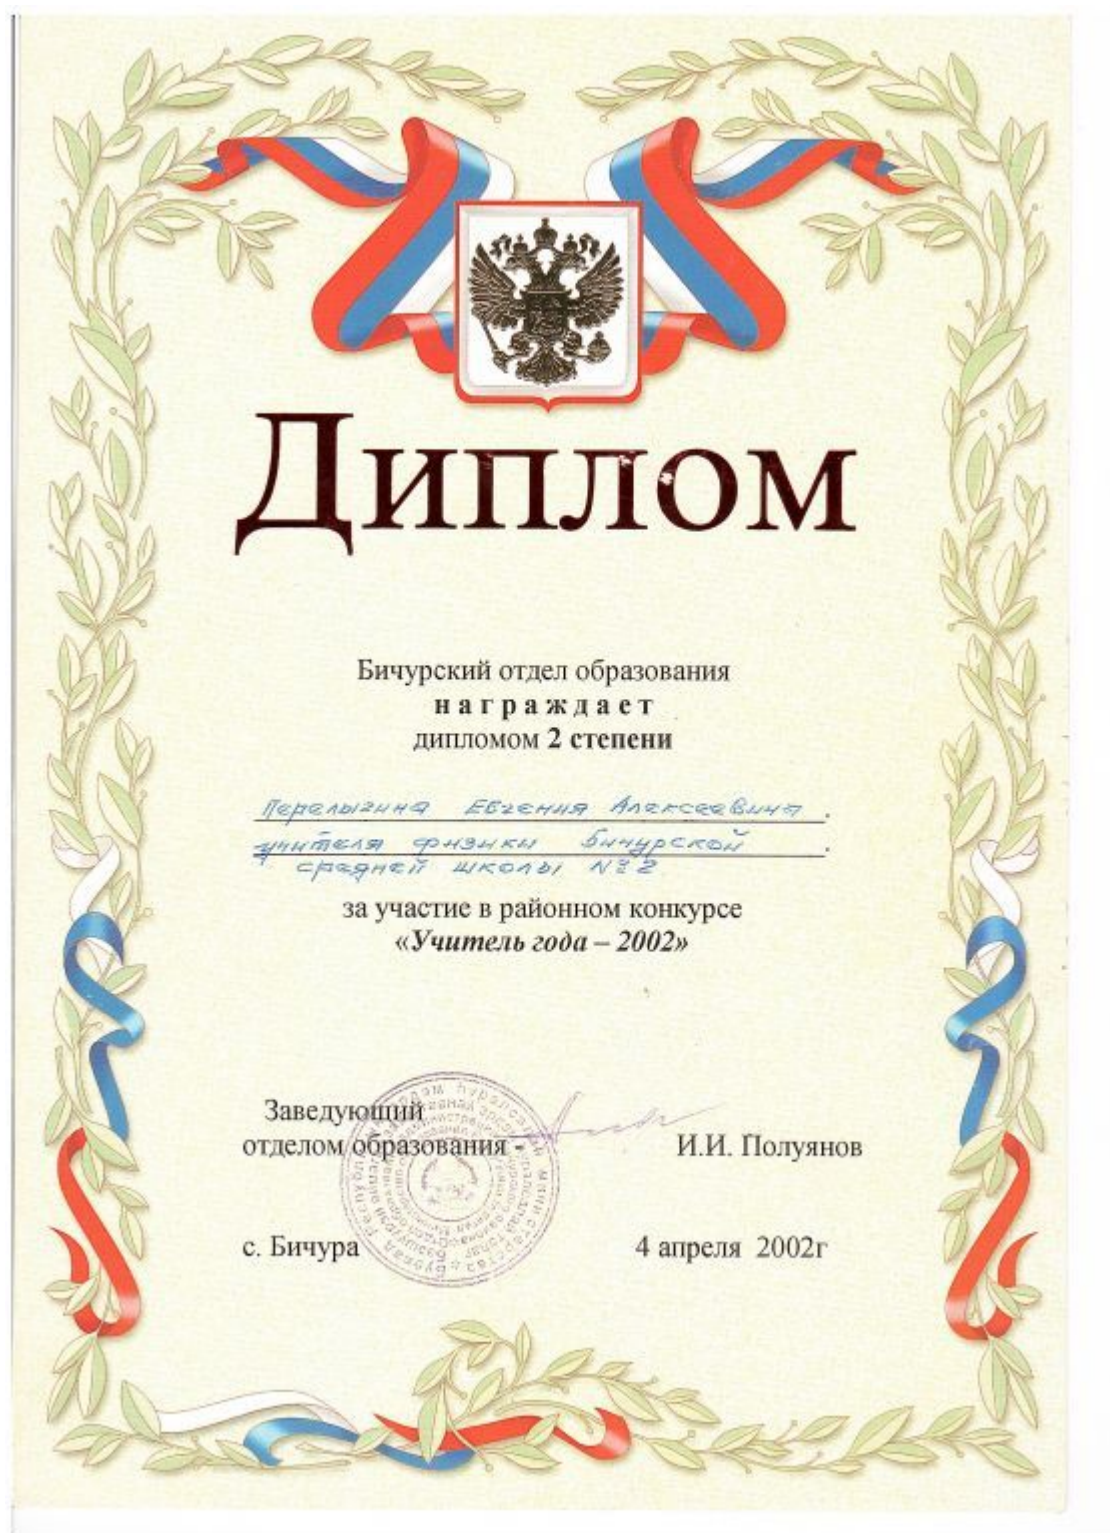 Диплом
Бичурский отдел образования
награждает
дипломом 2 степени
Перелыгина Евгения Алексеевича
учителя физики Бичурской
средней школы №2
за участие в районном конкурсе
«Учитель года – 2002»
Заведующий
отделом образования -
И.И. Полуянов
с. Бичура
4 апреля 2002г